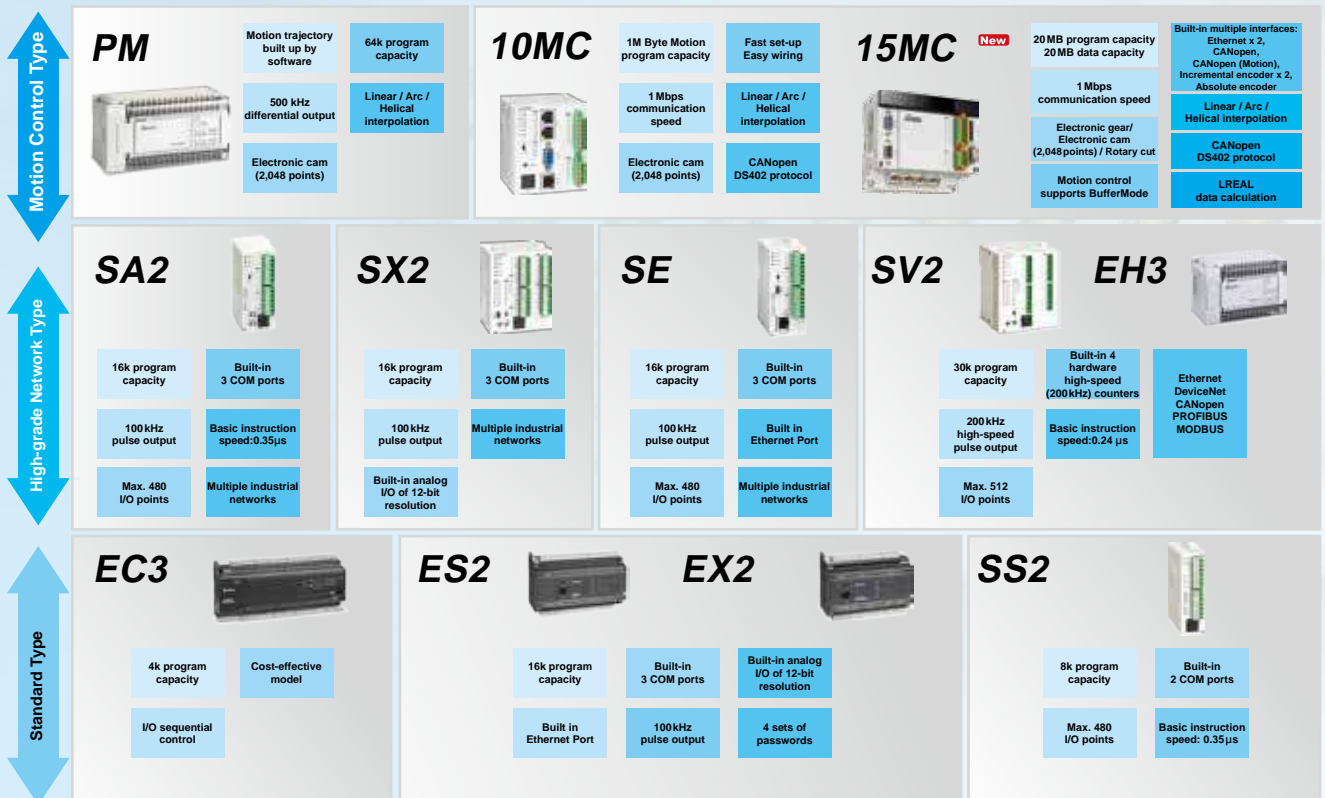 Motion Control Type
PM
Motion trajectory
built up by
software
64k program
capacity
500 kHz
differential output
Linear / Arc /
Helical
interpolation
Electronic cam
(2,048 points)
10MC
1M Byte Motion
program capacity
Fast set-up
Easy wiring
1 Mbps
communication
speed
Linear / Arc /
Helical
interpolation
Electronic cam
(2,048 points)
CANopen
DS402 protocol
15MC
New
20 MB program capacity
20 MB data capacity
Built-in multiple interfaces:
Ethernet x 2,
CANopen,
CANopen (Motion),
Incremental encoder x 2,
Absolute encoder
1 Mbps
communication speed
Linear / Arc /
Helical interpolation
Electronic gear/
Electronic cam
(2,048points) / Rotary cut
CANopen
DS402 protocol
Motion control
supports BufferMode
LREAL
data calculation
High-grade Network Type
SA2
16k program
capacity
Built-in
3 COM ports
100 kHz
pulse output
Basic instruction
speed:0.35μs
Max. 480
I/O points
Multiple industrial
networks
SX2
16k program
capacity
Built-in
3 COM ports
100 kHz
pulse output
Multiple industrial
networks
Built-in analog
I/O of 12-bit
resolution
SE
16k program
capacity
Built-in
3 COM ports
100 kHz
pulse output
Built in
Ethernet Port
Max. 480
I/O points
Multiple industrial
networks
SV2
EH3
30k program
capacity
Built-in 4
hardware
high-speed
(200 kHz) counters
Ethernet
DeviceNet
CANopen
PROFIBUS
MODBUS
200 kHz
high-speed
pulse output
Basic instruction
speed:0.24 μs
Max. 512
I/O points
Standard Type
EC3
4k program
capacity
Cost-effective
model
I/O sequential
control
ES2
EX2
16k program
capacity
Built-in
3 COM ports
Built-in analog
I/O of 12-bit
resolution
Built in
Ethernet Port
100 kHz
pulse output
4 sets of
passwords
SS2
8k program
capacity
Built-in
2 COM ports
Max. 480
I/O points
Basic instruction
speed: 0.35μs